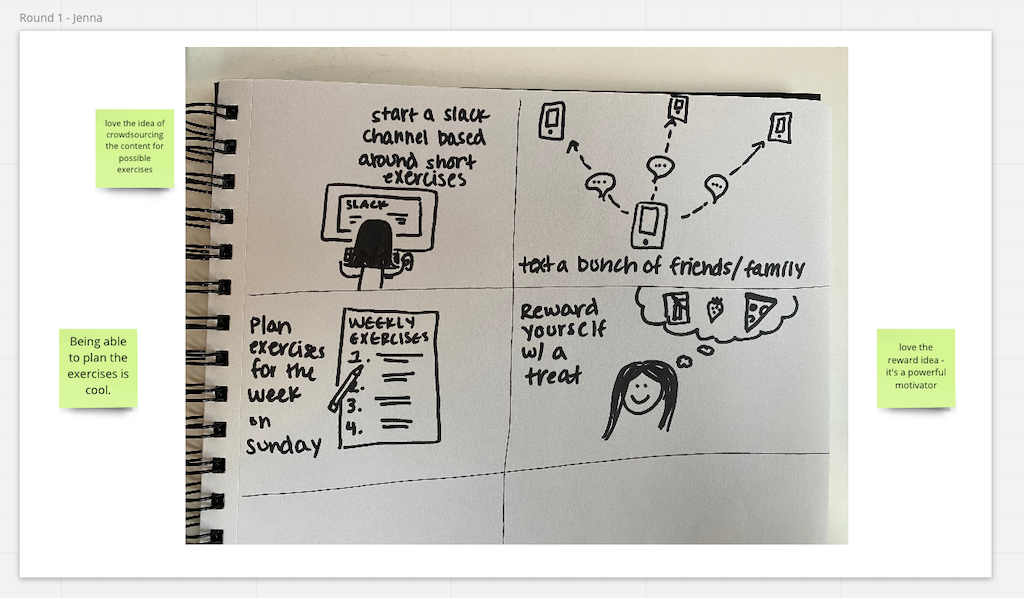 Round 1 - Jenna
love the idea of
crowdsourcing
the content for
possible
exercises
start a slack
channel based
around short
exercises
SLACK
text a bunch of friends/family
Being able
to plan the
exercises is
cool.
Plan
exercises
for the
week
on
sunday
WEEKLY
EXERCISES
1.
2.
3.
4.
Reward
yourself
w/ a
treat
love the
reward idea -
it's a powerful
motivator